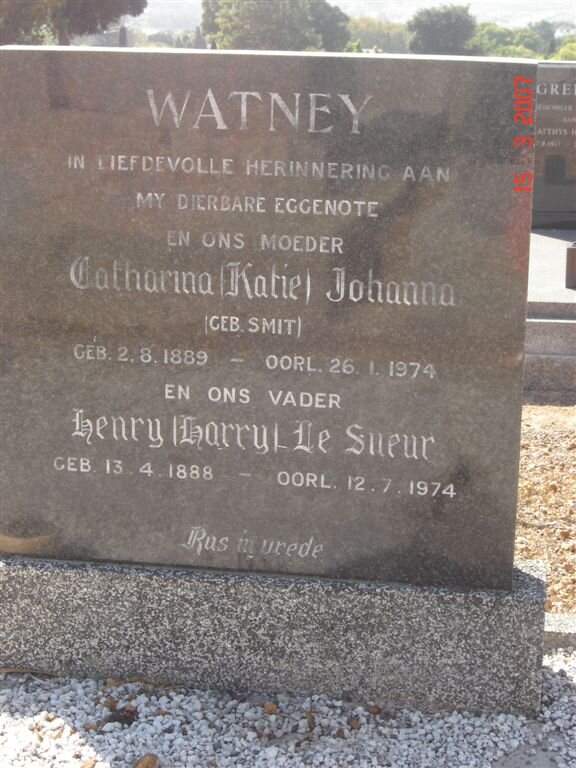 WATNEY
IN LIEFDEVOLLE HERINNERING AAN
MY DIERBARE EGGENOTE
EN ONS MOEDER
Catharina (Katie) Johanna
(GEB. SMIT)
GEB. 2.8.1889 – OORL. 26.1.1974
EN ONS VADER
Henry (Harry) Le Sueur
GEB. 13.4.1888 – OORL. 12.7.1974
Rus in vrede
15 3 2007
GREE